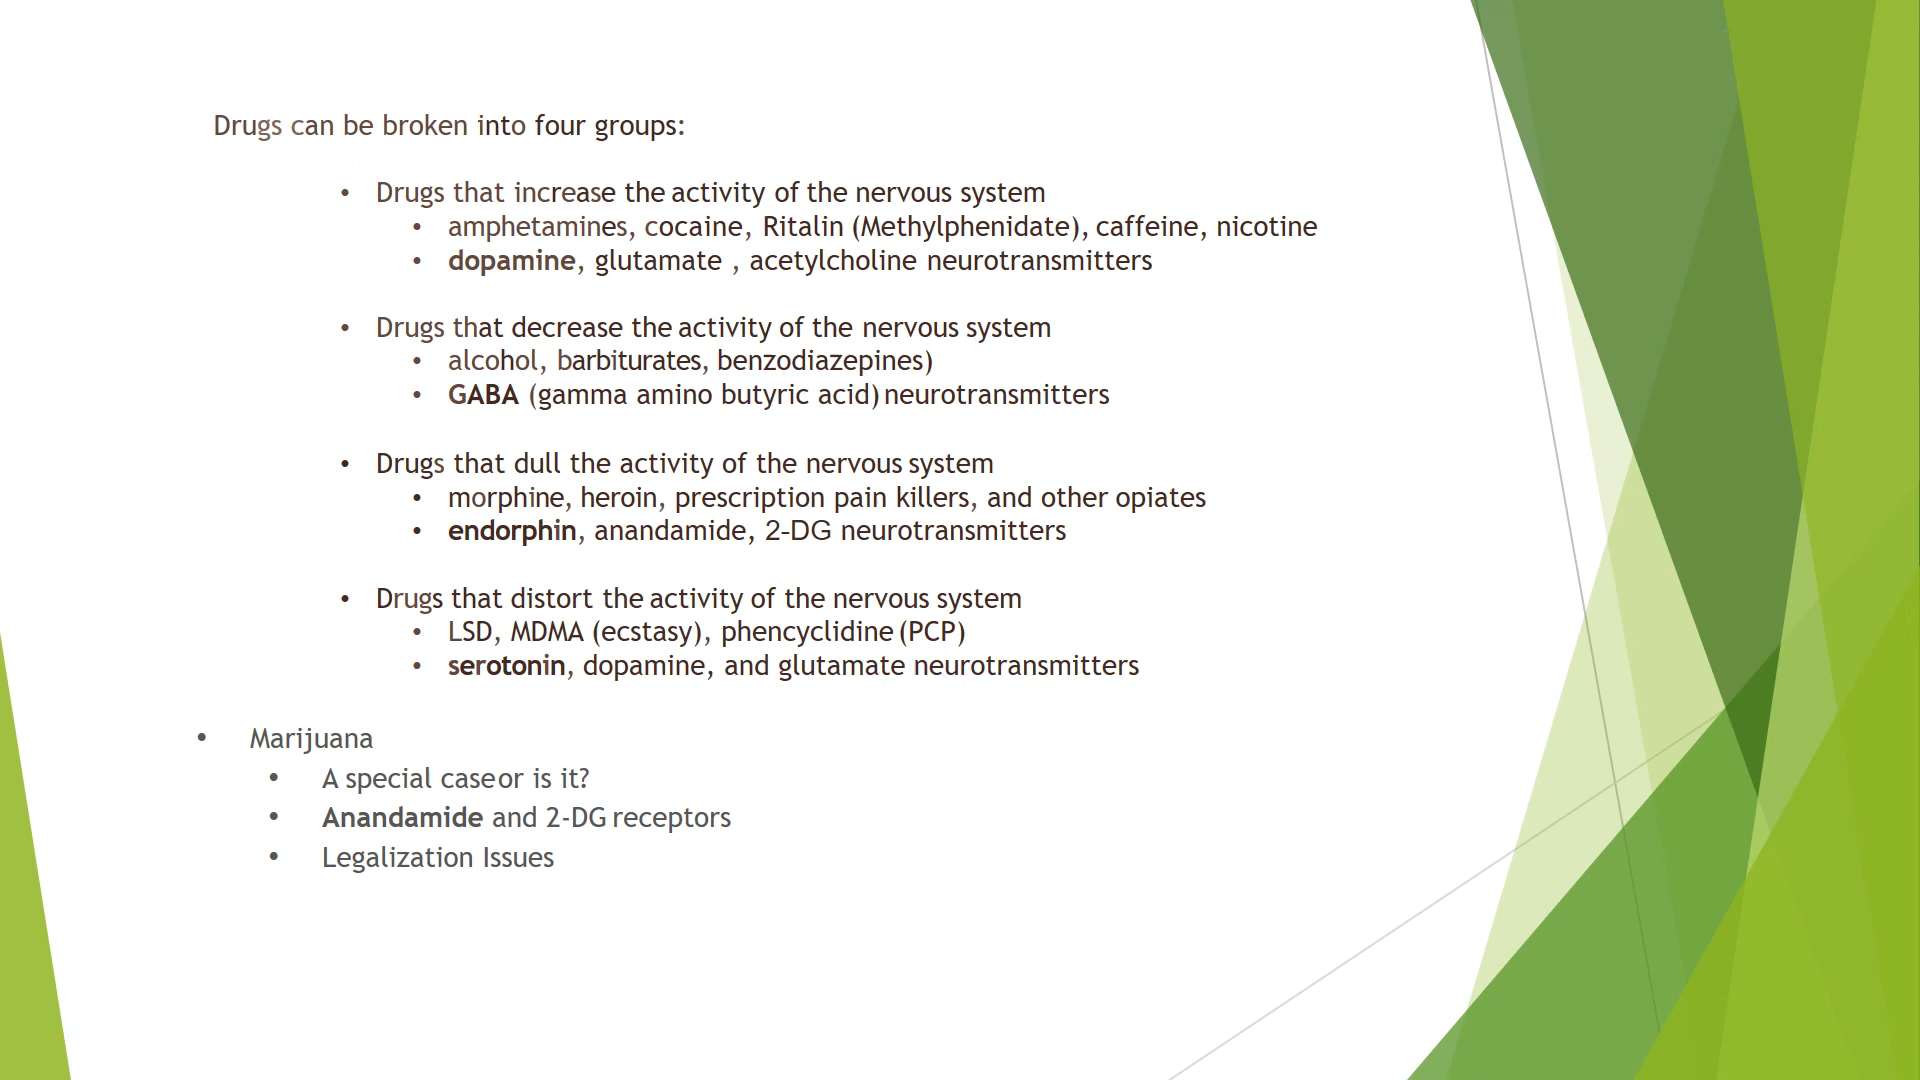 Drugs can be broken into four groups:
• Drugs that increase the activity of the nervous system
• amphetamines, cocaine, Ritalin (Methylphenidate), caffeine, nicotine
• dopamine, glutamate , acetylcholine neurotransmitters
• Drugs that decrease the activity of the nervous system
• alcohol, barbiturates, benzodiazepines)
• GABA (gamma amino butyric acid) neurotransmitters
• Drugs that dull the activity of the nervous system
• morphine, heroin, prescription pain killers, and other opiates
• endorphin, anandamide, 2-DG neurotransmitters
• Drugs that distort the activity of the nervous system
• LSD, MDMA (ecstasy), phencyclidine (PCP)
• serotonin, dopamine, and glutamate neurotransmitters
• Marijuana
• A special case or is it?
• Anandamide and 2-DG receptors
• Legalization Issues